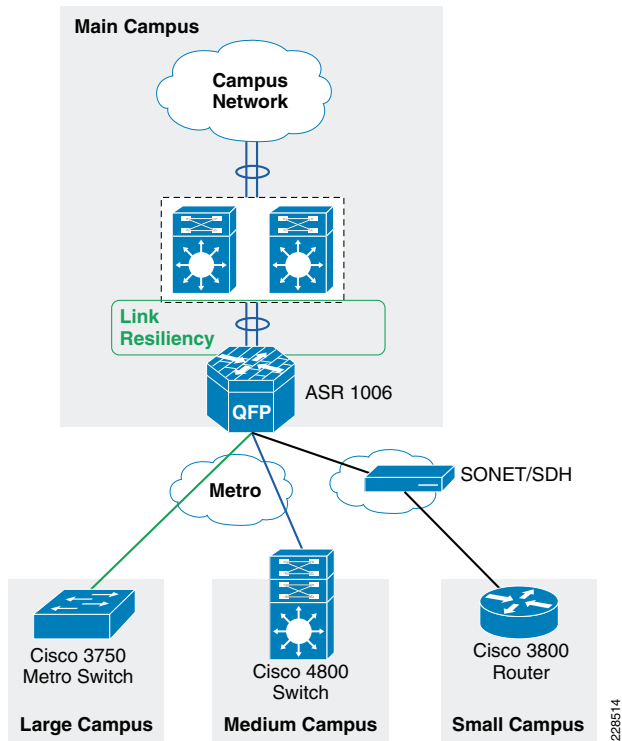 Main Campus
Campus
Network
Link
Resiliency
ASR 1006
QFP
Metro
SONET/SDH
Cisco 3750
Metro Switch
Large Campus
Cisco 4800
Switch
Medium Campus
Cisco 3800
Router
Small Campus
228514